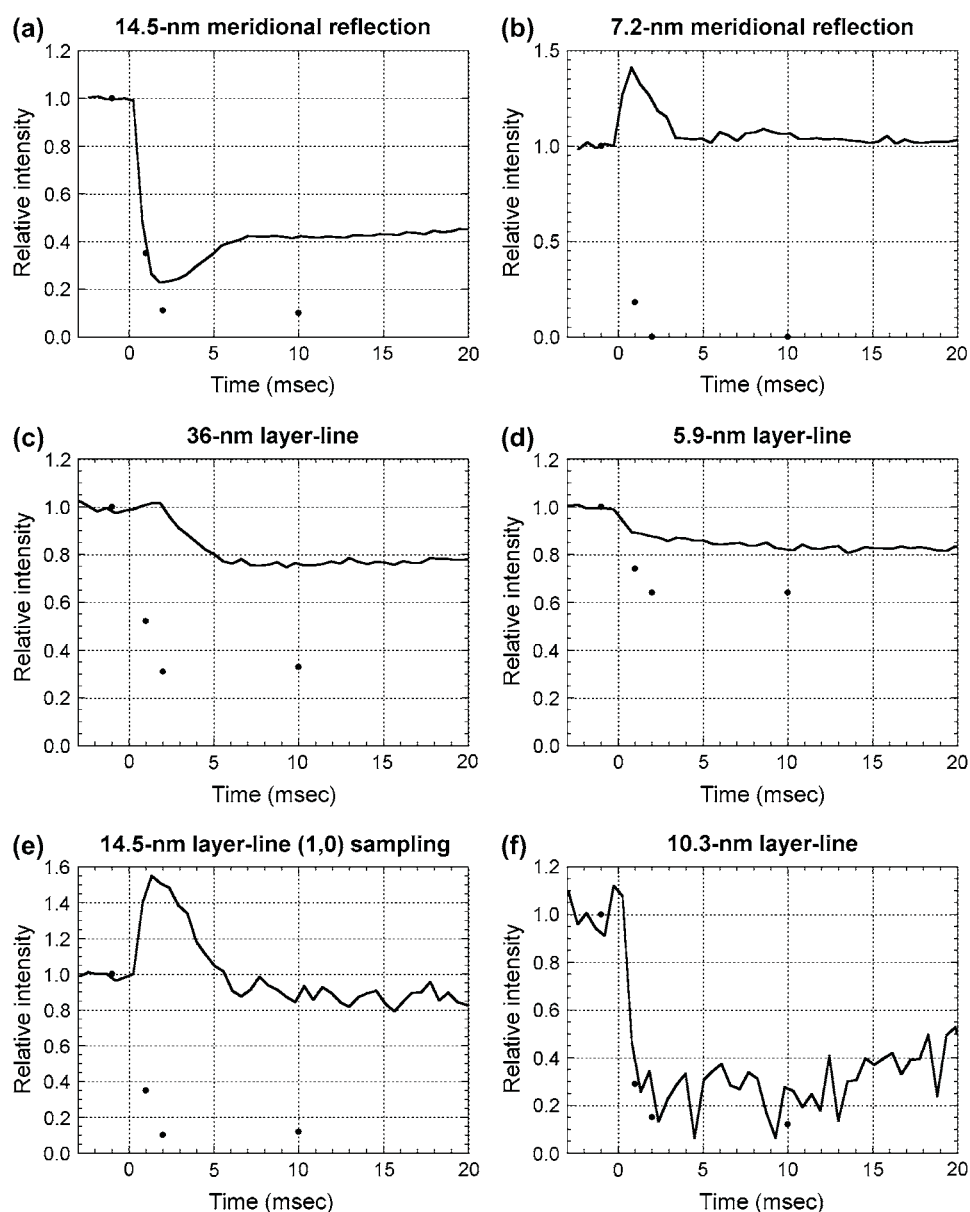 (a) 14.5-nm meridional reflection
1.2
1.0
0.8
0.6
0.4
0.2
0.0
Relative intensity
0 5 10 15 20
Time (msec)
(b) 7.2-nm meridional reflection
1.5
1.0
0.5
0.0
Relative intensity
0 5 10 15 20
Time (msec)
(c) 36-nm layer-line
1.2
1.0
0.8
0.6
0.4
0.2
0.0
Relative intensity
0 5 10 15 20
Time (msec)
(d) 5.9-nm layer-line
1.2
1.0
0.8
0.6
0.4
0.2
0.0
Relative intensity
0 5 10 15 20
Time (msec)
(e) 14.5-nm layer-line (1,0) sampling
1.6
1.4
1.2
1.0
0.8
0.6
0.4
0.2
0.0
Relative intensity
0 5 10 15 20
Time (msec)
(f) 10.3-nm layer-line
1.2
1.0
0.8
0.6
0.4
0.2
0.0
Relative intensity
0 5 10 15 20
Time (msec)